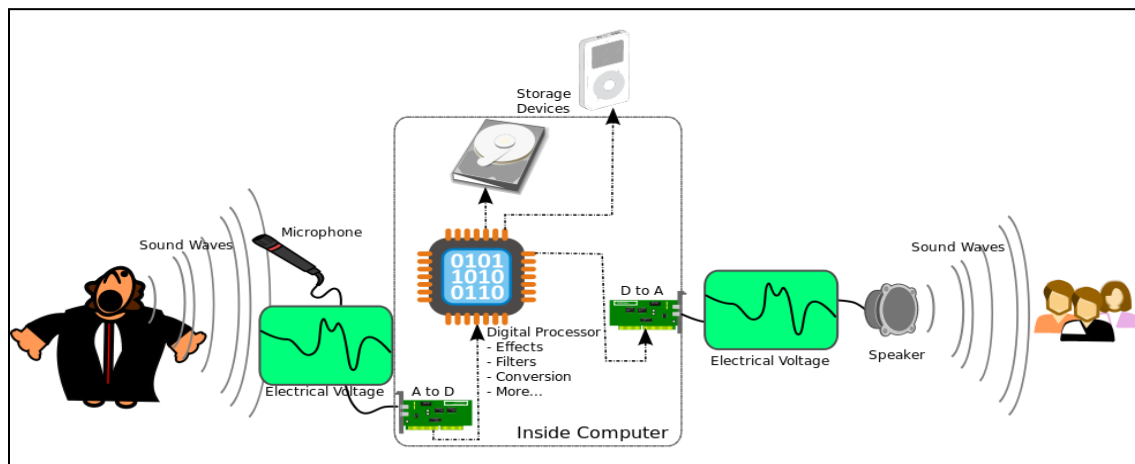 Storage
Devices
Sound Waves
Microphone
0101
1010
0110
Electrical Voltage
A to D
Digital Processor
- Effects
- Filters
- Conversion
- More...
D to A
Inside Computer
Electrical Voltage
Speaker
Sound Waves